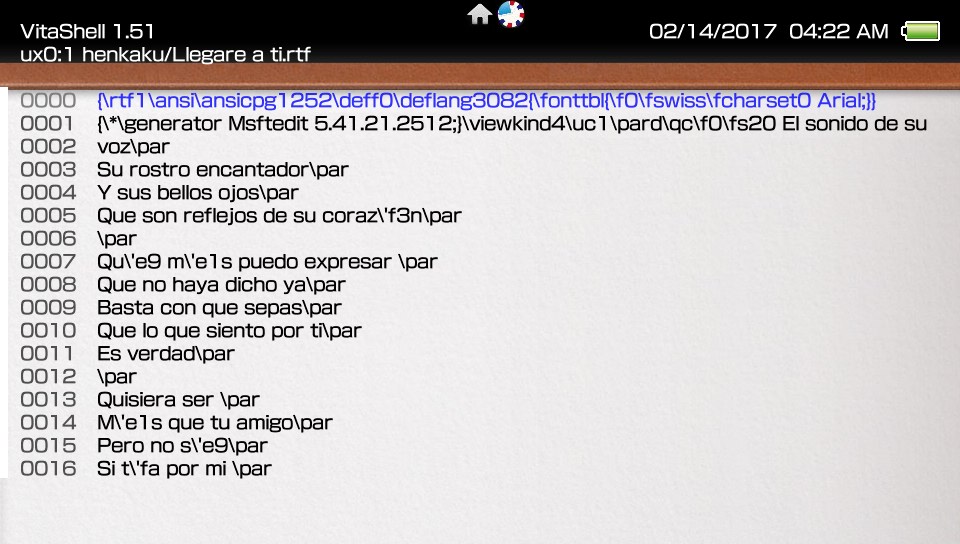 VitaShell 1.51
02/14/2017 04:22 AM
ux0:1 henkaku/Llegare a ti.rtf
0000 {\rtf1\ansi\ansicpg1252\deff0\deflang3082{\fonttbl{\f0\fswiss\fcharset0 Arial;}}
0001 {\*\generator Msftedit 5.41.21.2512;}\viewkind4\uc1\pard\qc\f0\fs20 El sonido de su
0002 voz\par
0003 Su rostro encantador\par
0004 Y sus bellos ojos\par
0005 Que son reflejos de su coraz\'f3n\par
0006 \par
0007 Qu\'e9 m\'e1s puedo expresar \par
0008 Que no haya dicho ya\par
0009 Basta con que sepas\par
0010 Que lo que siento por ti\par
0011 Es verdad\par
0012 \par
0013 Quisiera ser \par
0014 M\'e1s que tu amigo\par
0015 Pero no s\'e9\par
0016 Si t\'fa por mi \par